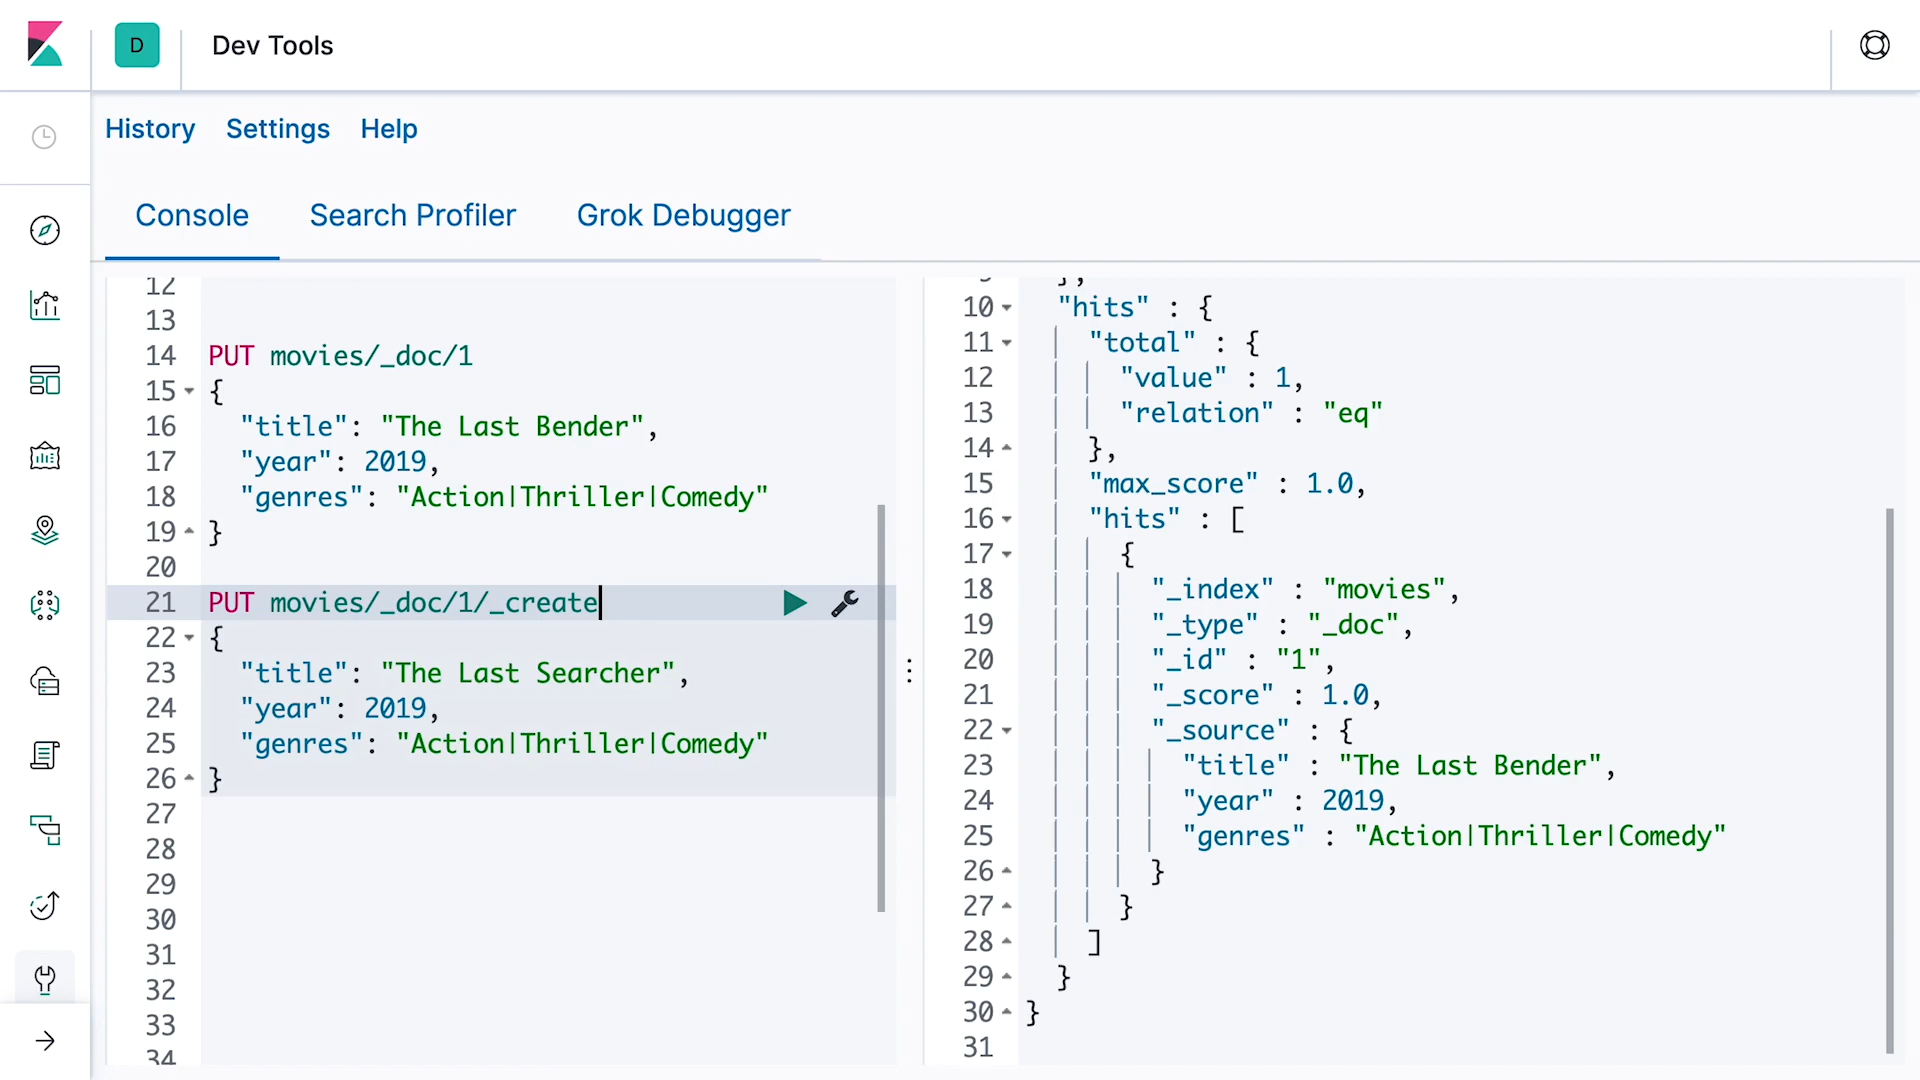 D
Dev Tools
History Settings Help
Console Search Profiler Grok Debugger
12
13
14 PUT movies/_doc/1
15 {
16 "title": "The Last Bender",
17 "year": 2019,
18 "genres": "Action|Thriller|Comedy"
19 }
20
21 PUT movies/_doc/1/_create
22 {
23 "title": "The Last Searcher",
24 "year": 2019,
25 "genres": "Action|Thriller|Comedy"
26 }
27
28
29
30
31
32
33
34
9 },
10 "hits" : {
11 "total" : {
12 "value" : 1,
13 "relation" : "eq"
14 },
15 "max_score" : 1.0,
16 "hits" : [
17 {
18 "_index" : "movies",
19 "_type" : "_doc",
20 "_id" : "1",
21 "_score" : 1.0,
22 "_source" : {
23 "title" : "The Last Bender",
24 "year" : 2019,
25 "genres" : "Action|Thriller|Comedy"
26 }
27 }
28 ]
29 }
30 }
31